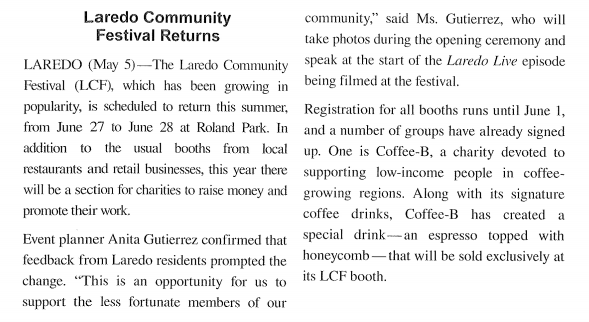 Laredo Community
Festival Returns
LAREDO (May 5)—The Laredo Community
Festival (LCF), which has been growing in
popularity, is scheduled to return this summer,
from June 27 to June 28 at Roland Park. In
addition to the usual booths from local
restaurants and retail businesses, this year there
will be a section for charities to raise money and
promote their work.
Event planner Anita Gutierrez confirmed that
feedback from Laredo residents prompted the
change. “This is an opportunity for us to
support the less fortunate members of our
community,” said Ms. Gutierrez, who will
take photos during the opening ceremony and
speak at the start of the Laredo Live episode
being filmed at the festival.
Registration for all booths runs until June 1,
and a number of groups have already signed
up. One is Coffee-B, a charity devoted to
supporting low-income people in coffee-
growing regions. Along with its signature
coffee drinks, Coffee-B has created a
special drink—an espresso topped with
honeycomb—that will be sold exclusively at
its LCF booth.